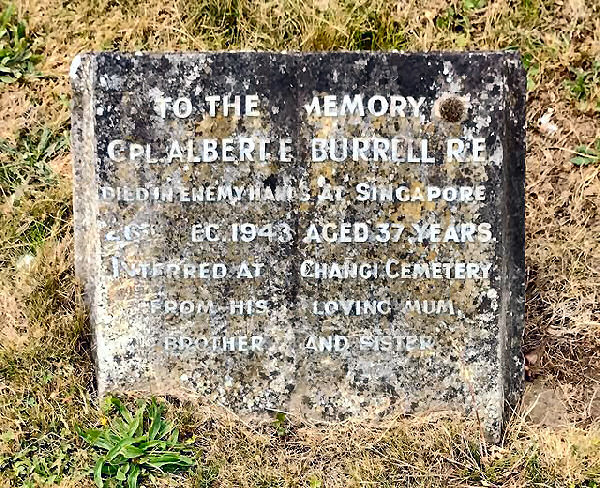 TO THE MEMORY
CPL. ALBERT E BURRELL R.E.
DIED IN ENEMY HANDS AT SINGAPORE
DEC. 1943 AGED 37 YEARS.
INTERRED AT CHANGI CEMETERY.
FROM HIS LOVING MUM,
BROTHER AND SISTER